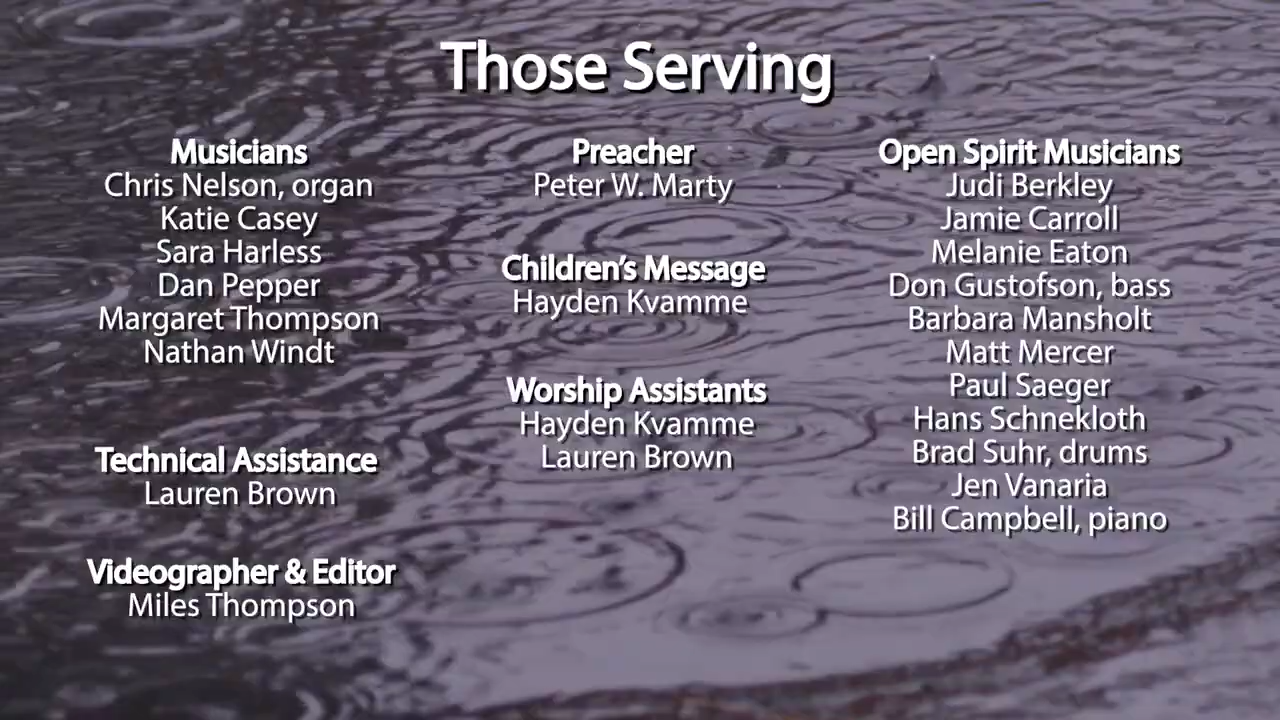 Those Serving
Musicians
Chris Nelson, organ
Katie Casey
Sara Harless
Dan Pepper
Margaret Thompson
Nathan Windt
Technical Assistance
Lauren Brown
Videographer & Editor
Miles Thompson
Preacher
Peter W. Marty
Children's Message
Hayden Kvamme
Worship Assistants
Hayden Kvamme
Lauren Brown
Open Spirit Musicians
Judi Berkley
Jamie Carroll
Melanie Eaton
Don Gustofson, bass
Barbara Mansholt
Matt Mercer
Paul Saeger
Hans Schnekloth
Brad Suhr, drums
Jen Vanaria
Bill Campbell, piano